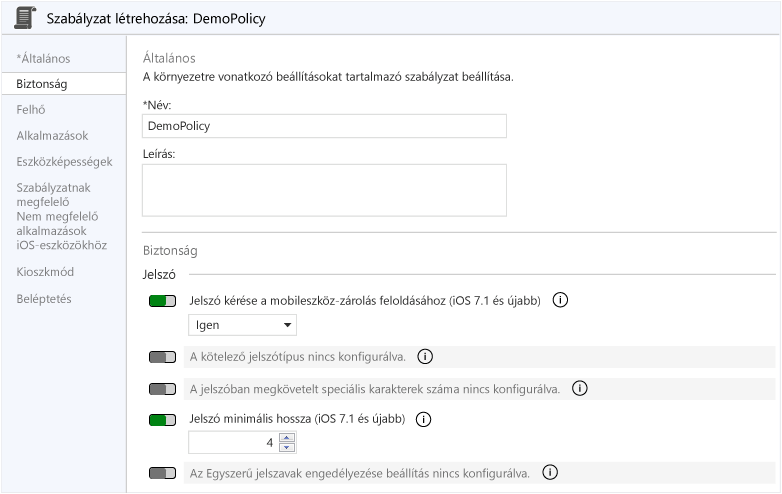 Szabályzat létrehozása: DemoPolicy
*Általános
Biztonság
Felhő
Alkalmazások
Eszközképességek
Szabályzatnak
megfelelő
Nem megfelelő
alkalmazások
iOS-eszközökhöz
Kioszkmód
Beléptetés
Általános
A környezetre vonatkozó beállításokat tartalmazó szabályzat beállítása.
*Név:
DemoPolicy
Leírás:
Biztonság
Jelszó
Jelszó kérése a mobileszköz-zárolás feloldásához (iOS 7.1 és újabb)
Igen
A kötelező jelszótípus nincs konfigurálva.
A jelszóban megkövetelt speciális karakterek száma nincs konfigurálva.
Jelszó minimális hossza (iOS 7.1 és újabb)
4
Az Egyszerű jelszavak engedélyezése beállítás nincs konfigurálva.